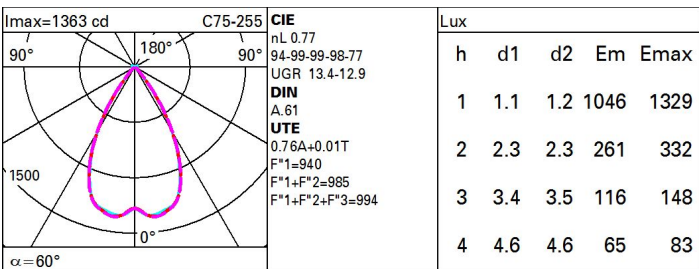 Imax=1363 cd C75-255
90° 180° 90°
1500
0°
α=60°
CIE
nL 0.77
94-99-99-98-77
UGR 13.4-12.9
DIN
A.61
UTE
0.76A+0.01T
F"1=940
F"1+F"2=985
F"1+F"2+F"3=994
Lux
h d1 d2 Em Emax
1 1.1 1.2 1046 1329
2 2.3 2.3 261 332
3 3.4 3.5 116 148
4 4.6 4.6 65 83